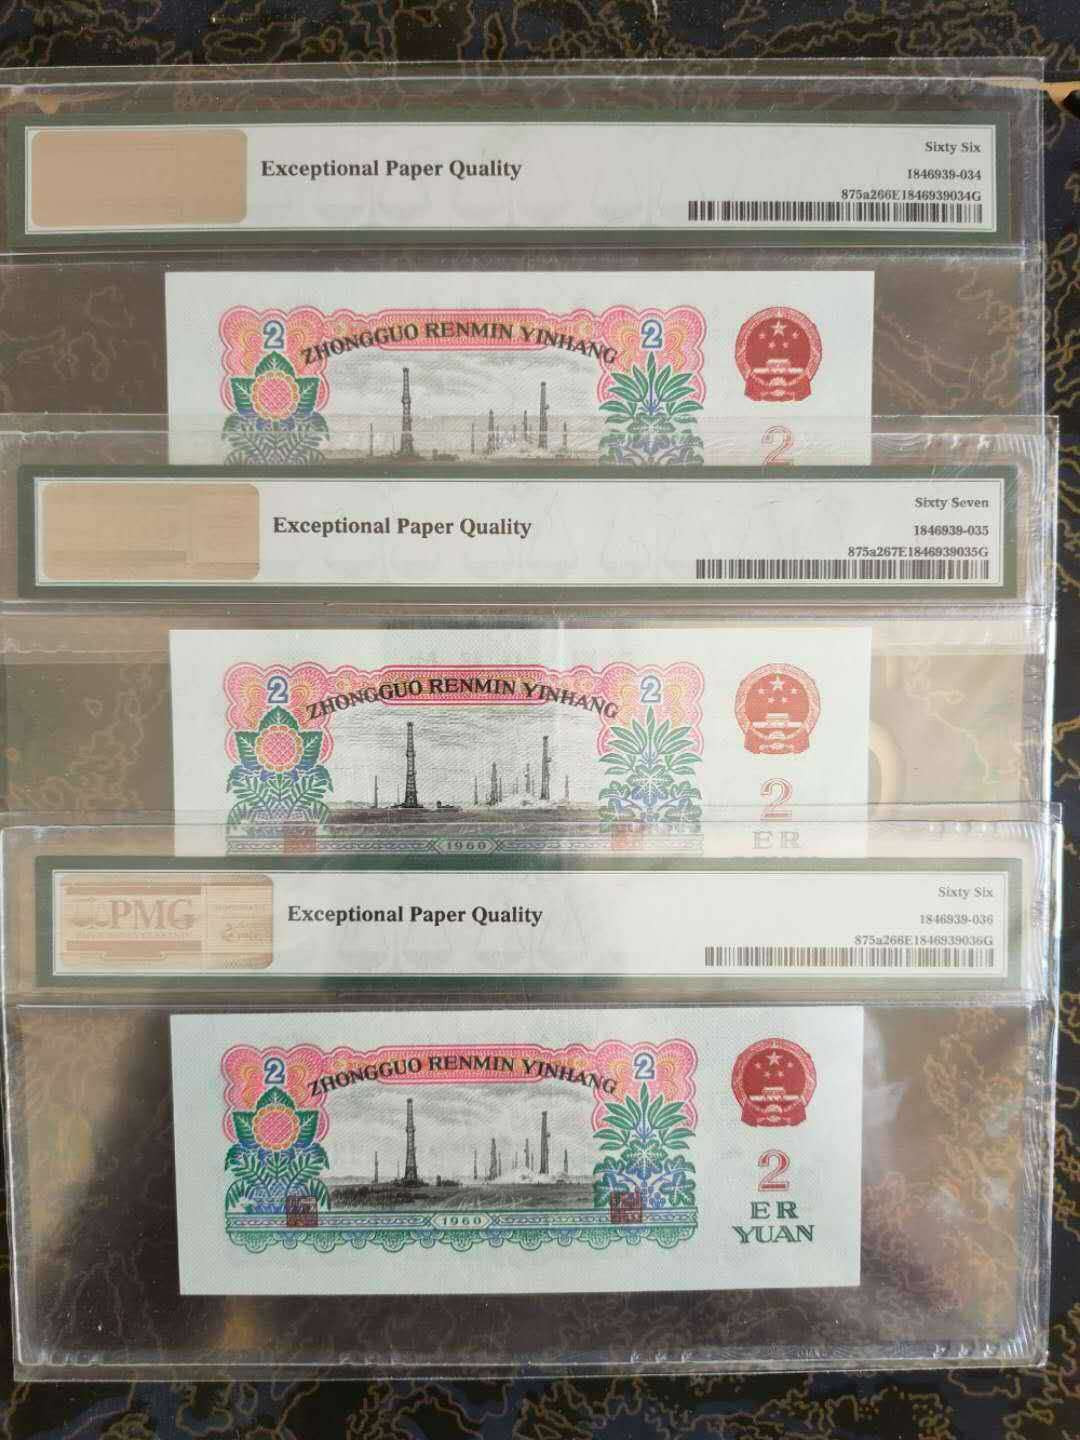 Exceptional Paper Quality
Sixty Six
1846939-034
875a266E1846939034G
2
ZHONGGUO RENMIN YINHANG
2
2
Exceptional Paper Quality
Sixty Seven
1846939-035
875a267E1846939035G
2
ZHONGGUO RENMIN YINHANG
2
2
ER
1960
PMG
Exceptional Paper Quality
Sixty Six
1846939-036
875a266E1846939036G
2
ZHONGGUO RENMIN YINHANG
2
2
ER
YUAN
1960